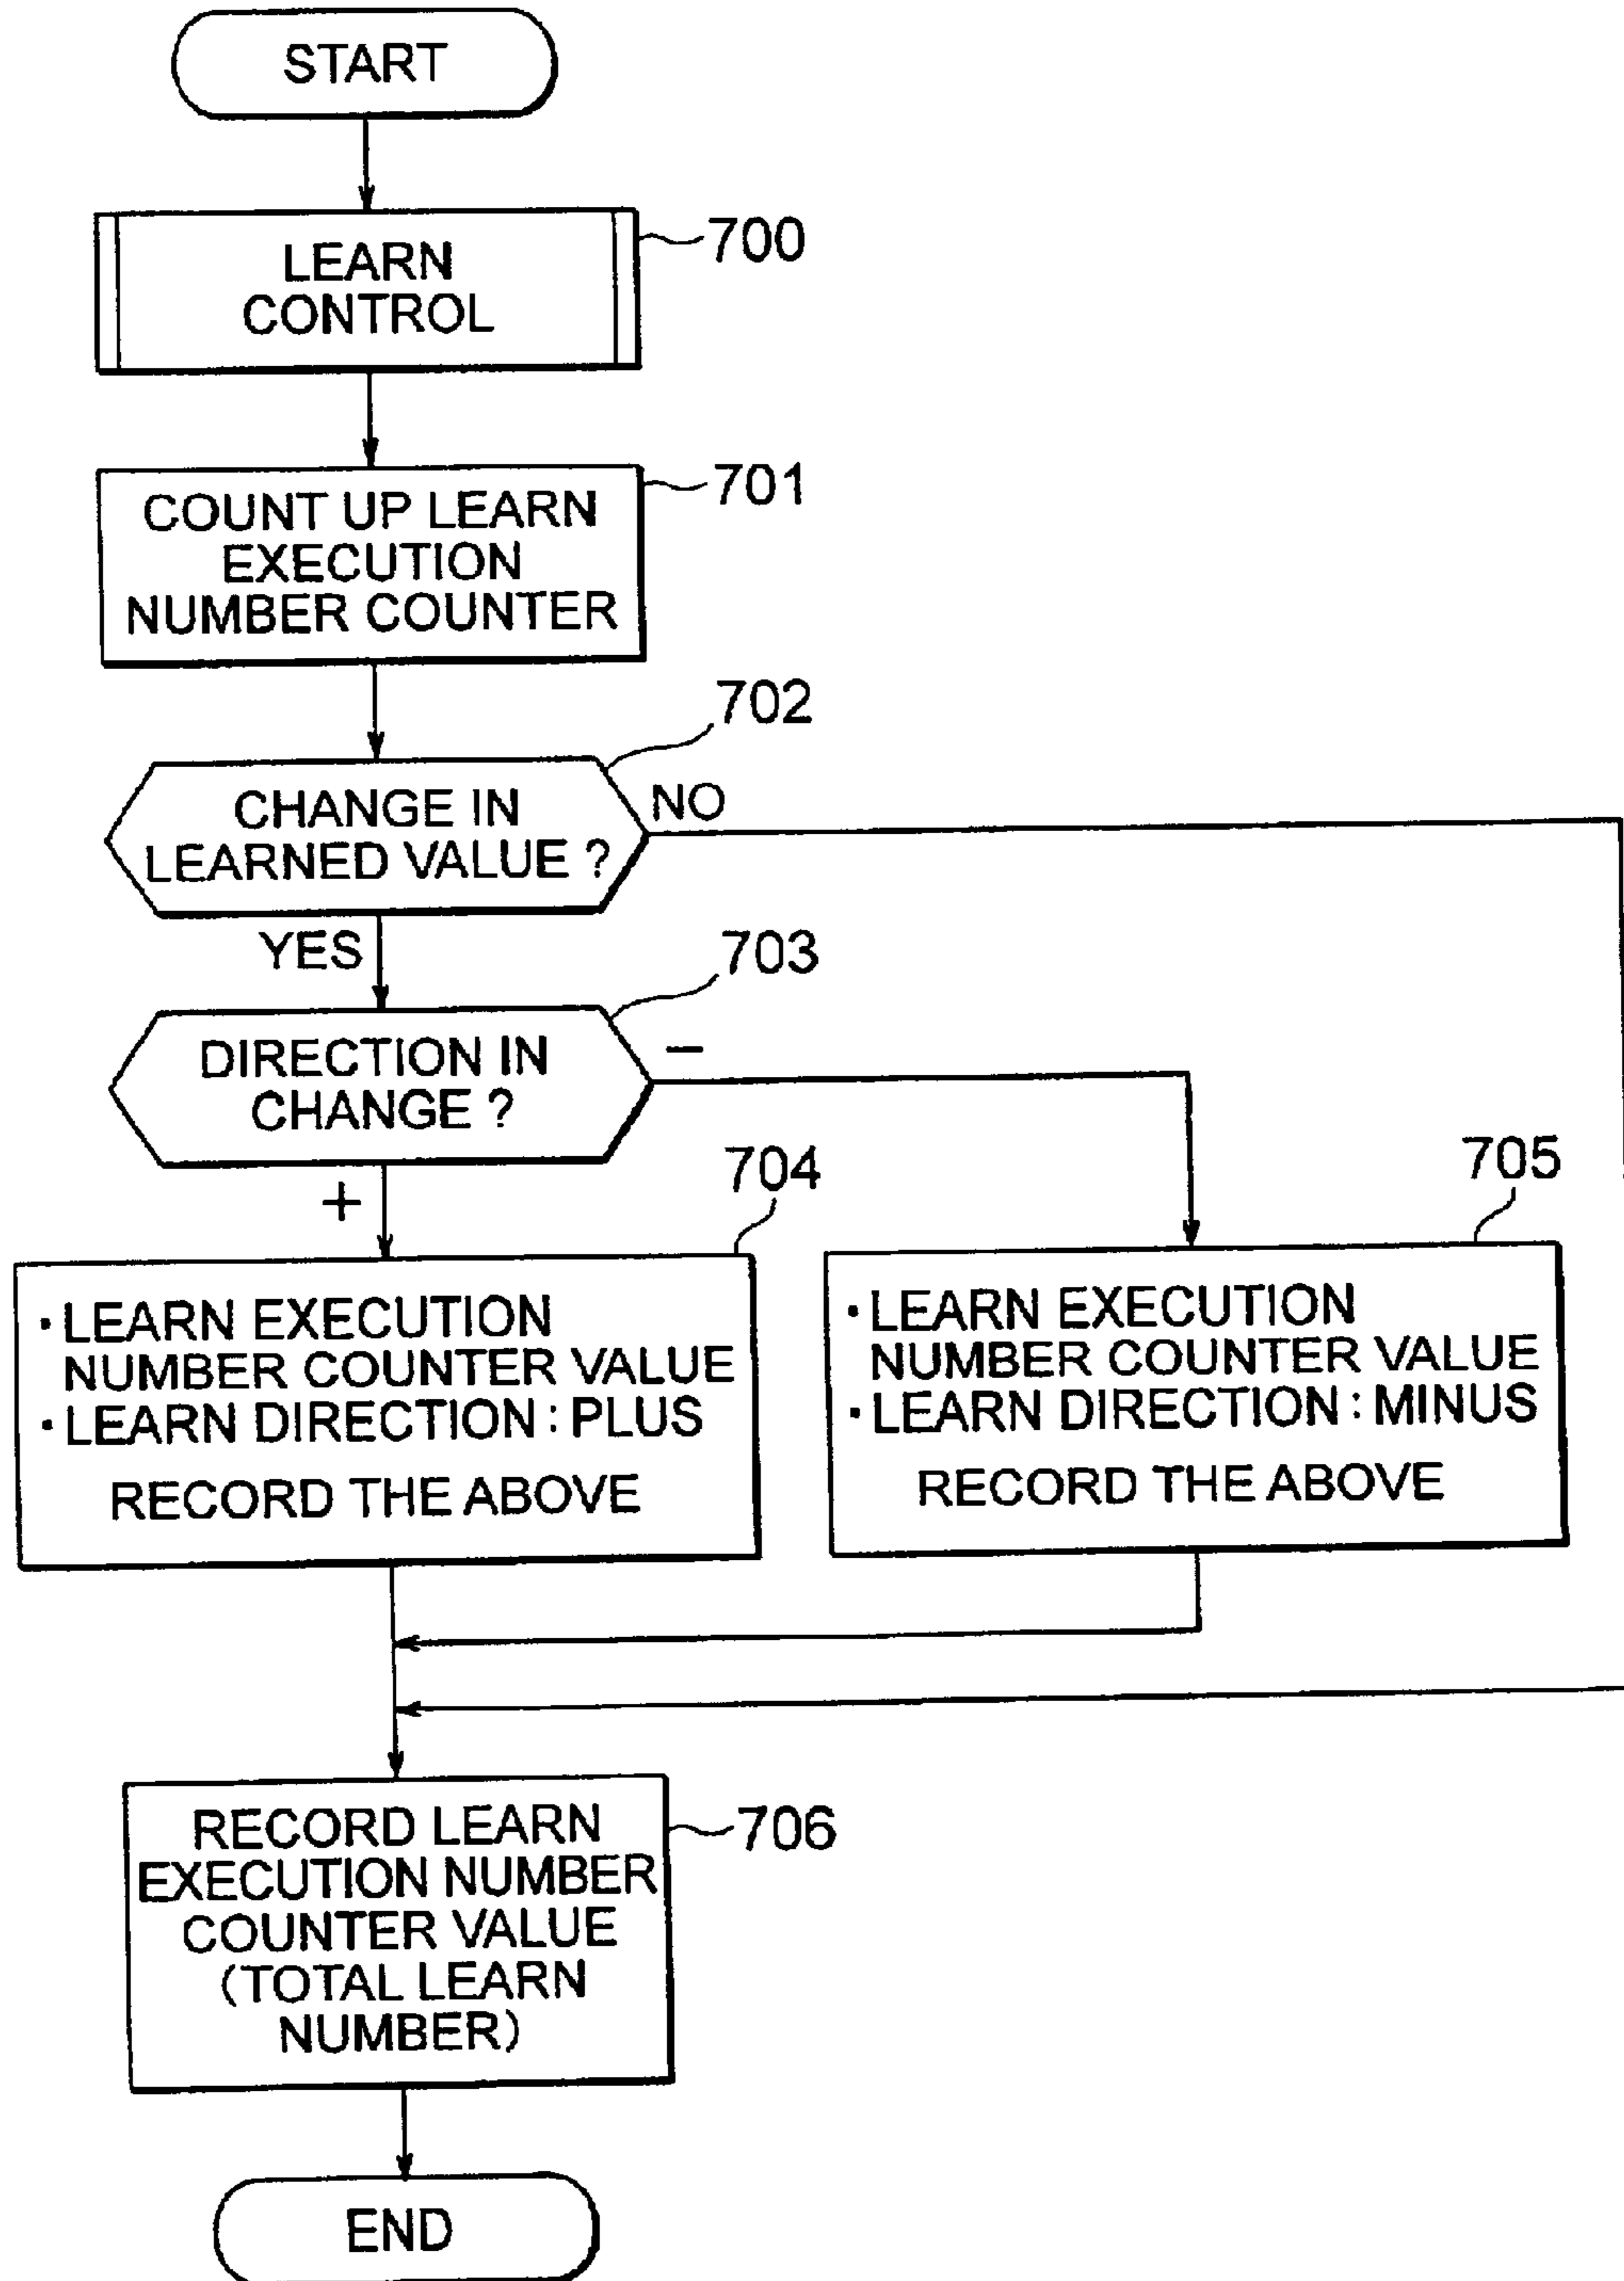 START
LEARN
CONTROL
700
COUNT UP LEARN
EXECUTION
NUMBER COUNTER
701
702
CHANGE IN
LEARNED VALUE ?
NO
YES
703
DIRECTION IN
CHANGE ?
−
+
704
· LEARN EXECUTION
NUMBER COUNTER VALUE
· LEARN DIRECTION : PLUS
RECORD THE ABOVE
705
· LEARN EXECUTION
NUMBER COUNTER VALUE
· LEARN DIRECTION : MINUS
RECORD THE ABOVE
RECORD LEARN
EXECUTION NUMBER
COUNTER VALUE
(TOTAL LEARN
NUMBER)
706
END